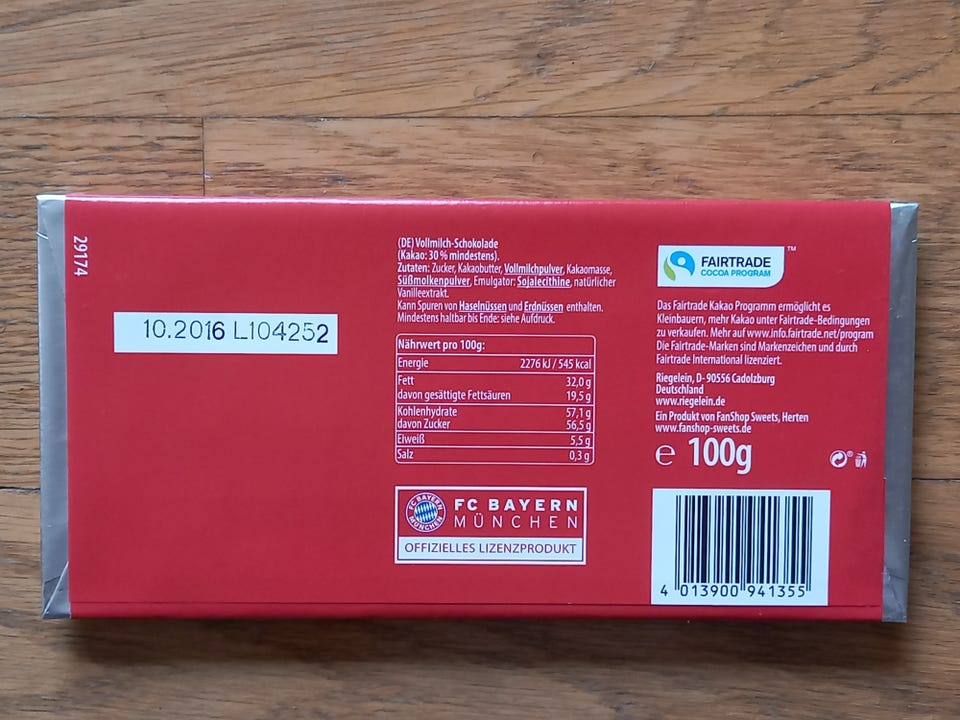 29174
10.2016 L104252
(DE) Vollmilch-Schokolade
(Kakao: 30 % mindestens).
Zutaten: Zucker, Kakaobutter, Vollmilchpulver, Kakaomasse,
Süßmolkenpulver, Emulgator: Sojalecithine, natürlicher
Vanilleextrakt.
Kann Spuren von Haselnüssen und Erdnüssen enthalten.
Mindestens haltbar bis Ende: siehe Aufdruck.
Nährwert pro 100g:
Energie 2276 kJ / 545 kcal
Fett 32,0 g
davon gesättigte Fettsäuren 19,5 g
Kohlenhydrate 57,1 g
davon Zucker 56,5 g
Eiweiß 5,5 g
Salz 0,3 g
FC BAYERN MÜNCHEN
FC BAYERN
MÜNCHEN
OFFIZIELLES LIZENZPRODUKT
FAIRTRADE TM
COCOA PROGRAM
Das Fairtrade Kakao Programm ermöglicht es
Kleinbauern, mehr Kakao unter Fairtrade-Bedingungen
zu verkaufen. Mehr auf www.info.fairtrade.net/program
Die Fairtrade-Marken sind Markenzeichen und durch
Fairtrade International lizenziert.
Riegelein, D- 90556 Cadolzburg
Deutschland
www.riegelein.de
Ein Produkt von FanShop Sweets, Herten
www.fanshop-sweets.de
e 100g
4 013900 941355